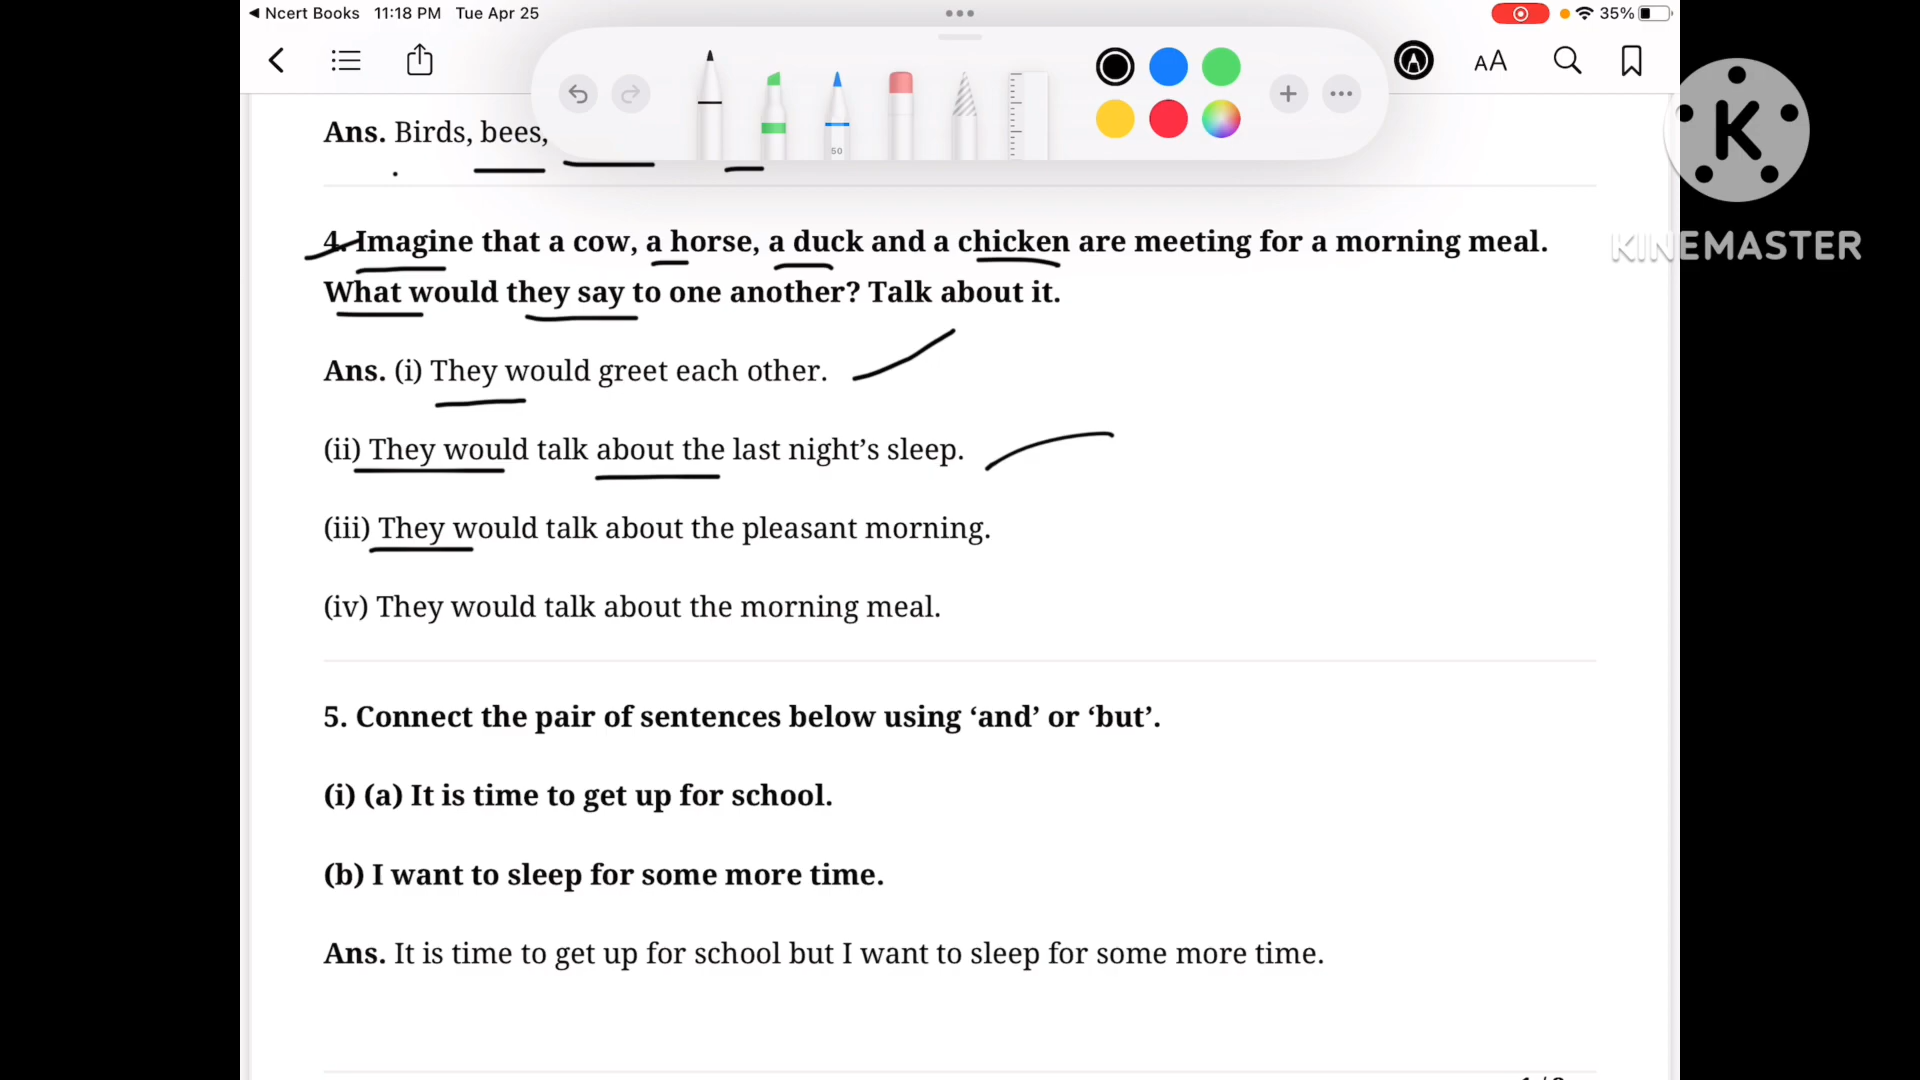 Ncert Books 11:18 PM Tue Apr 25
35%
AA
50
K
KINEMASTER
Ans. Birds, bees,
4. Imagine that a cow, a horse, a duck and a chicken are meeting for a morning meal.
What would they say to one another? Talk about it.
Ans. (i) They would greet each other.
(ii) They would talk about the last night’s sleep.
(iii) They would talk about the pleasant morning.
(iv) They would talk about the morning meal.
5. Connect the pair of sentences below using ‘and’ or ‘but’.
(i) (a) It is time to get up for school.
(b) I want to sleep for some more time.
Ans. It is time to get up for school but I want to sleep for some more time.